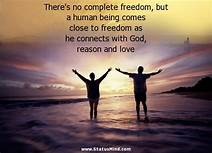 There's no complete freedom, but
a human being comes
close to freedom as
he connects with God,
reason and love
www.StatusMind.com